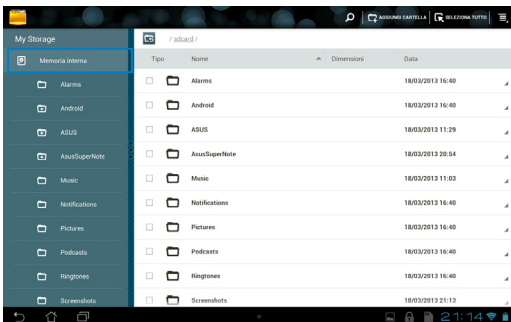 AGGIUNGI CARTELLA SELEZIONA TUTTO
My Storage
/ sdcard /
Memoria interna
Tipo Nome Dimensioni Data
Alarms
Alarms 18/03/2013 16:40
Android
Android 18/03/2013 16:40
ASUS
ASUS 18/03/2013 11:29
AsusSuperNote
AsusSuperNote 18/03/2013 20:54
Music
Music 18/03/2013 11:03
Notifications
Notifications 18/03/2013 16:40
Pictures
Pictures 18/03/2013 16:40
Podcasts
Podcasts 18/03/2013 16:40
Ringtones
Ringtones 18/03/2013 16:40
Screenshots
Screenshots 18/03/2013 21:13
21:14